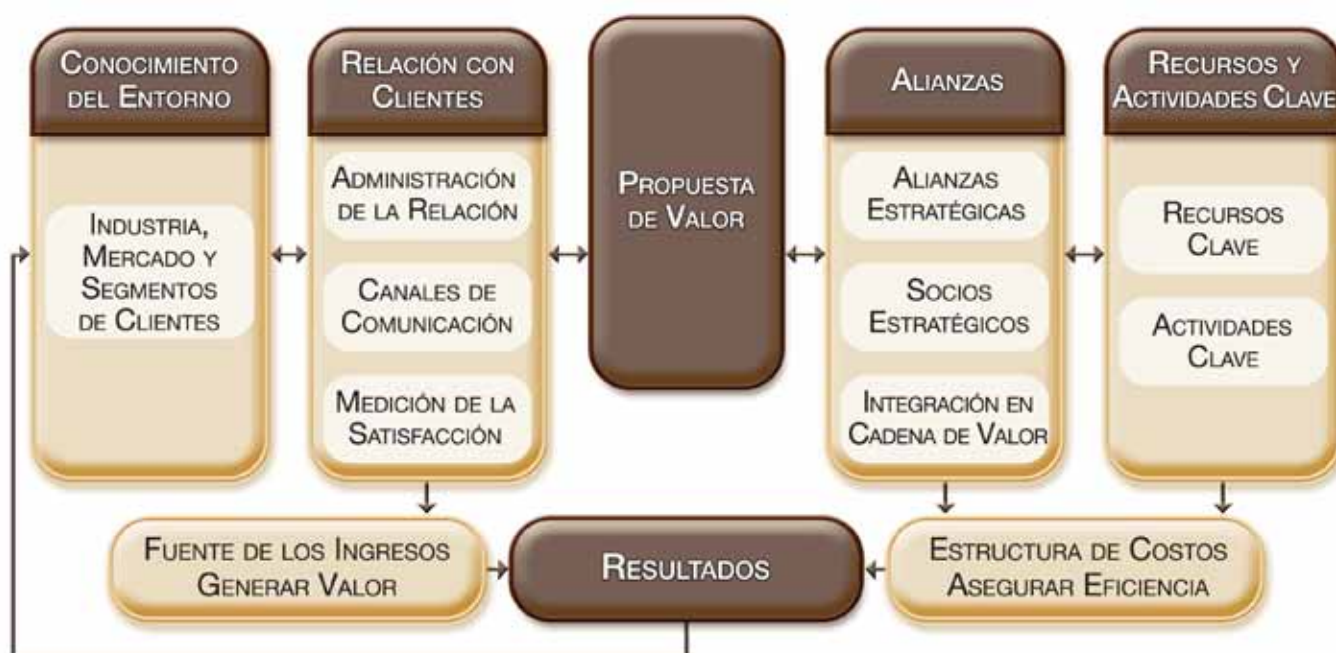 Conocimiento
del Entorno
Industria,
Mercado y
Segmentos
de Clientes
Relación con
Clientes
Administración
de la Relación
Canales de
Comunicación
Medición de la
Satisfacción
Propuesta
de Valor
Alianzas
Alianzas
Estratégicas
Socios
Estratégicos
Integración en
Cadena de Valor
Recursos y
Actividades Clave
Recursos
Clave
Actividades
Clave
Fuente de los Ingresos
Generar Valor
Resultados
Estructura de Costos
Asegurar Eficiencia